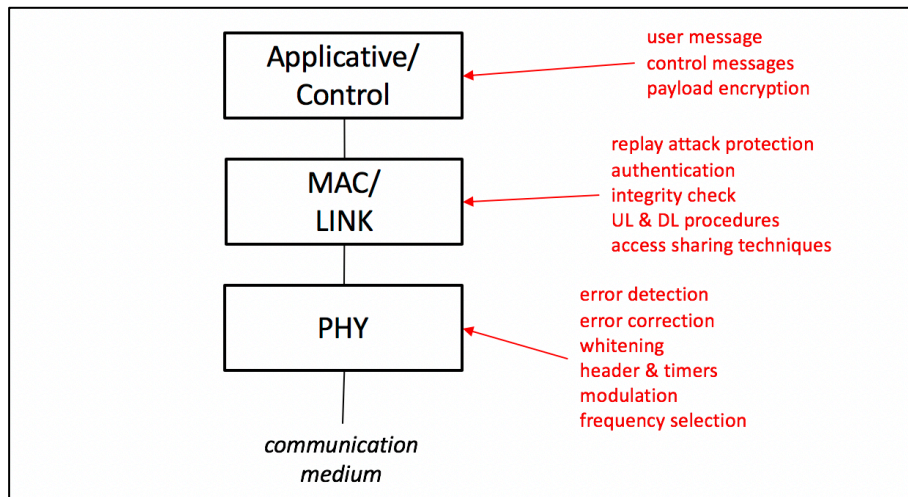 Applicative/
Control
user message
control messages
payload encryption
MAC/
LINK
replay attack protection
authentication
integrity check
UL & DL procedures
access sharing techniques
PHY
error detection
error correction
whitening
header & timers
modulation
frequency selection
communication
medium